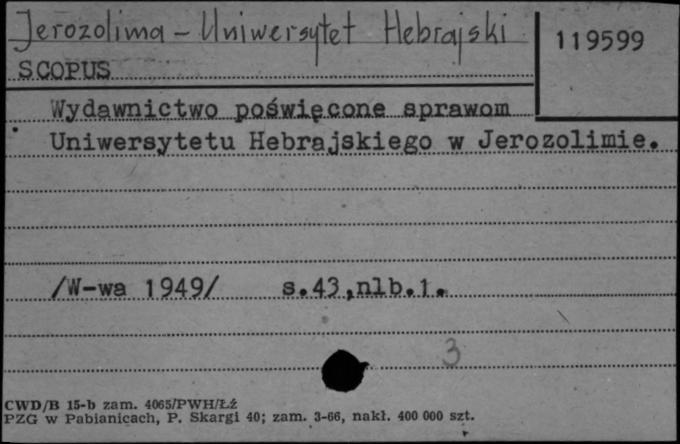 Jerozolima - Uniwersytet Hebrajski
119599
SCOPUS
Wydawnictwo poświęcone sprawom
Uniwersytetu Hebrajskiego w Jerozolimie.
/W-wa 1949/ s.43,nlb.1.
3
CWD/B 15-b zam. 4065/PWH/Łź
PZG w Pabianicach, P. Skargi 40; zam. 3-66, nakł. 400 000 szt.